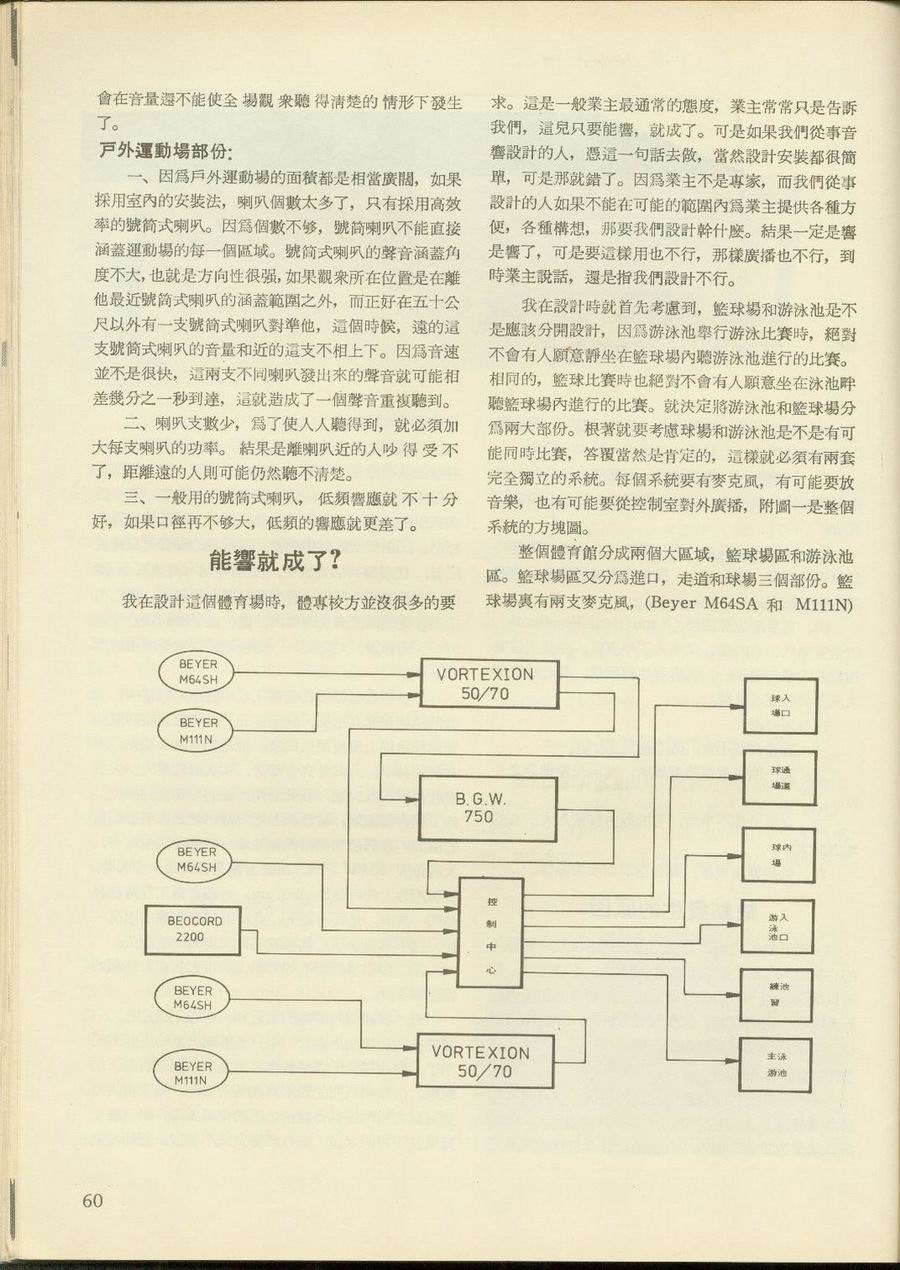 會在音量還不能使全場觀衆聽得清楚的情形下發生
了。
戶外運動場部份:
一、因爲戶外運動場的面積都是相當廣闊，如果
採用室內的安裝法，喇叭個數太多了，只有採用高效
率的號筒式喇叭。因爲個數不够，號筒喇叭不能直接
涵蓋運動場的每一個區域。號筒式喇叭的聲音涵蓋角
度不大，也就是方向性很强，如果觀衆所在位置是在離
他最近號筒式喇叭的涵蓋範圍之外，而正好在五十公
尺以外有一支號筒式喇叭對準他，這個時候，遠的這
支號筒式喇叭的音量和近的這支不相上下。因爲音速
並不是很快，這兩支不同喇叭發出來的聲音就可能相
差幾分之一秒到達，這就造成了一個聲音重複聽到。
二、喇叭支數少，爲了使人人聽得到，就必須加
大每支喇叭的功率。結果是離喇叭近的人吵得受不
了，距離遠的人則可能仍然聽不清楚。
三、一般用的號筒式喇叭，低頻響應就不十分
好，如果口徑再不够大，低頻的響應就更差了。
能響就成了?
我在設計這個體育場時，體專校方並沒很多的要
求。這是一般業主最通常的態度，業主常常只是告訴
我們，這兒只要能響，就成了。可是如果我們從事音
響設計的人，憑這一句話去做，當然設計安裝都很簡
單，可是那就錯了。因爲業主不是專家，而我們從事
設計的人如果不能在可能的範圍內爲業主提供各種方
便，各種構想，那要我們設計幹什麼。結果一定是響
是響了，可是要這樣用也不行，那樣廣播也不行，到
時業主說話，還是指我們設計不行。
我在設計時就首先考慮到，籃球場和游泳池是不
是應該分開設計，因爲游泳池舉行游泳比賽時，絕對
不會有人願意靜坐在籃球場內聽游泳池進行的比賽。
相同的，籃球比賽時也絕對不會有人願意坐在泳池畔
聽籃球場內進行的比賽。就決定將游泳池和籃球場分
爲兩大部份。根著就要考慮球場和游泳池是不是有可
能同時比賽，答覆當然是肯定的，這樣就必須有兩套
完全獨立的系統。每個系統要有麥克風，有可能要放
音樂，也有可能要從控制室對外廣播，附圖一是整個
系統的方塊圖。
整個體育館分成兩個大區域，籃球場區和游泳池
區。籃球場區又分爲進口，走道和球場三個部份。籃
球場裏有兩支麥克風，(Beyer M64SA 和 M111N)
BEYER
M64SH
BEYER
M111N
VORTEXION
50/70
B.G.W.
750
BEYER
M64SH
BEOCORD
2200
BEYER
M64SH
BEYER
M111N
VORTEXION
50/70
控
制
中
心
球入
場口
球通
場道
球內
場
游入
泳
池口
練池
習
主泳
游池
60